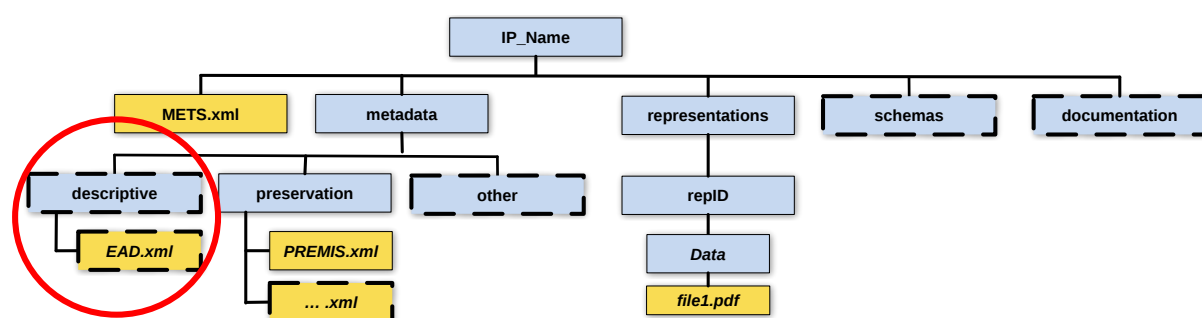 IP_Name
METS.xml
metadata
representations
schemas
documentation
descriptive
preservation
other
repID
EAD.xml
PREMIS.xml
Data
... .xml
file1.pdf